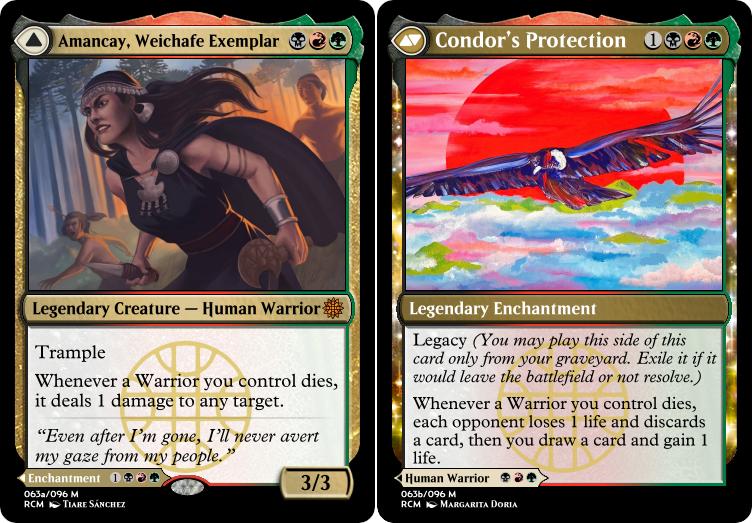 Amancay, Weichafe Exemplar
Legendary Creature — Human Warrior
Trample
Whenever a Warrior you control dies,
it deals 1 damage to any target.
“Even after I’m gone, I’ll never avert
my gaze from my people.”
Enchantment 1
3/3
063a/096 M
RCM Tiare Sánchez
Condor’s Protection 1
Legendary Enchantment
Legacy (You may play this side of this
card only from your graveyard. Exile it if it
would leave the battlefield or not resolve.)
Whenever a Warrior you control dies,
each opponent loses 1 life and discards
a card, then you draw a card and gain 1
life.
Human Warrior
063b/096 M
RCM Margarita Doria